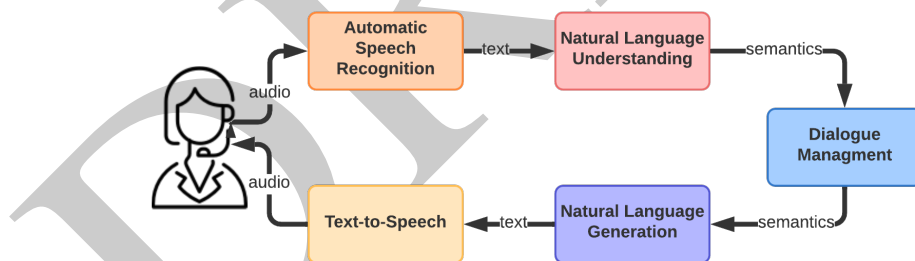 Automatic
Speech
Recognition
text
Natural Language
Understanding
semantics
audio
Dialogue
Managment
audio
Text-to-Speech
text
Natural Language
Generation
semantics